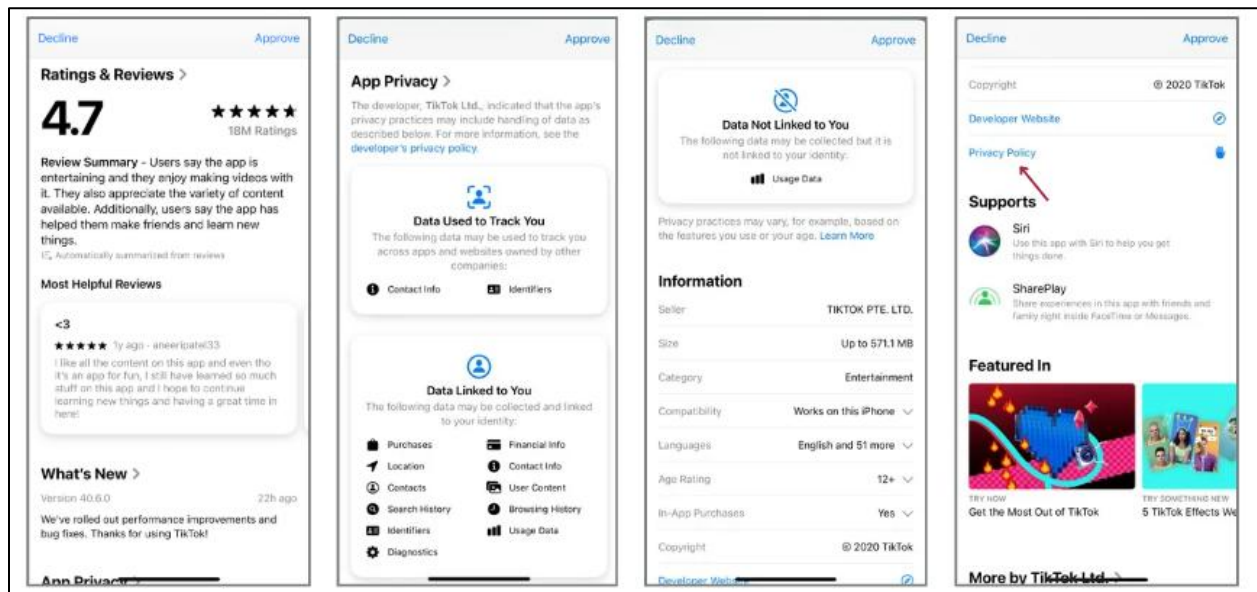 Decline Approve
Ratings & Reviews >
4.7
18M Ratings
Review Summary - Users say the app is
entertaining and they enjoy making videos with
it. They also appreciate the variety of content
available. Additionally, users say the app has
helped them make friends and learn new
things.
Automatically summarized from reviews
Most Helpful Reviews
<3
★★★★★ 1y ago - aneeripatel33
I like all the content on this app and even tho
it's an app for fun, I still have learned so much
stuff on this app and I hope to continue
learning new things and having a great time in
here!
What's New >
Version 40.6.0 22h ago
We've rolled out performance improvements and
bug fixes. Thanks for using TikTok!
App Privacy >
Decline Approve
App Privacy >
The developer, TikTok Ltd., indicated that the app's
privacy practices may include handling of data as
described below. For more information, see the
developer's privacy policy.
Data Used to Track You
The following data may be used to track you
across apps and websites owned by other
companies:
Contact Info Identifiers
Data Linked to You
The following data may be collected and linked
to your identity:
Purchases Financial Info
Location Contact Info
Contacts User Content
Search History Browsing History
Identifiers Usage Data
Diagnostics
Decline Approve
Data Not Linked to You
The following data may be collected but it is
not linked to your identity:
Usage Data
Privacy practices may vary, for example, based on
the features you use or your age. Learn More
Information
Seller TIKTOK PTE. LTD.
Size Up to 571.1 MB
Category Entertainment
Compatibility Works on this iPhone
Languages English and 51 more
Age Rating 12+
In-App Purchases Yes
Copyright © 2020 TikTok
Developer Website
Decline Approve
Copyright © 2020 TikTok
Developer Website
Privacy Policy
Supports
Siri
Use this app with Siri to help you get
things done.
SharePlay
Share experiences in this app with friends and
family right inside FaceTime or Messages.
Featured In
TRY NOW
Get the Most Out of TikTok
TRY SOMETHING NEW
5 TikTok Effects We
More by TikTok Ltd. >